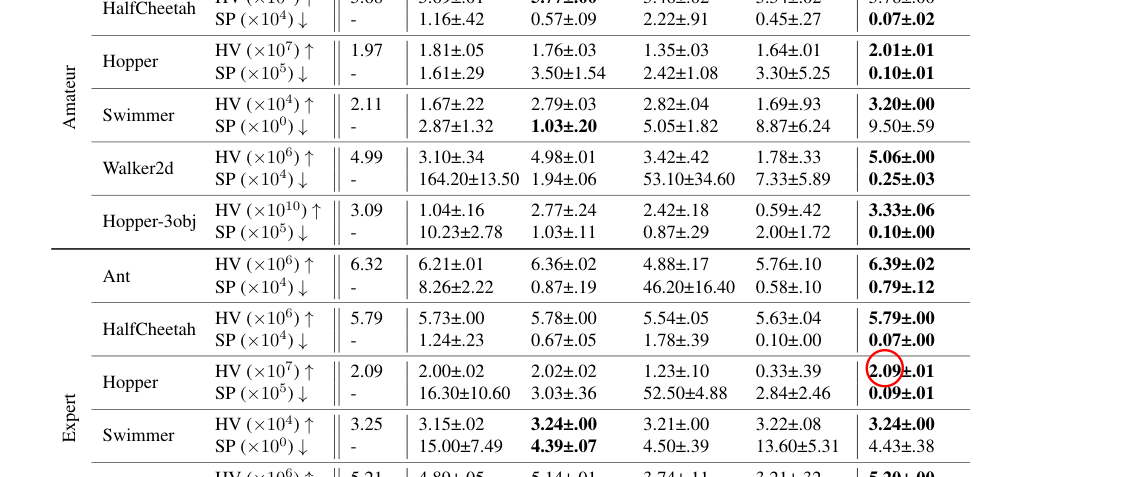 HalfCheetah SP (×10⁴) ↓ - 1.16±.42 0.57±.09 2.22±.91 0.45±.27 0.07±.02
Amateur
Hopper HV (×10⁷) ↑ 1.97 1.81±.05 1.76±.03 1.35±.03 1.64±.01 2.01±.01
SP (×10⁵) ↓ - 1.61±.29 3.50±1.54 2.42±1.08 3.30±5.25 0.10±.01
Swimmer HV (×10⁴) ↑ 2.11 1.67±.22 2.79±.03 2.82±.04 1.69±.93 3.20±.00
SP (×10⁰) ↓ - 2.87±1.32 1.03±.20 5.05±1.82 8.87±6.24 9.50±.59
Walker2d HV (×10⁶) ↑ 4.99 3.10±.34 4.98±.01 3.42±.42 1.78±.33 5.06±.00
SP (×10⁴) ↓ - 164.20±13.50 1.94±.06 53.10±34.60 7.33±5.89 0.25±.03
Hopper-3obj HV (×10¹⁰) ↑ 3.09 1.04±.16 2.77±.24 2.42±.18 0.59±.42 3.33±.06
SP (×10⁵) ↓ - 10.23±2.78 1.03±.11 0.87±.29 2.00±1.72 0.10±.00
Expert
Ant HV (×10⁶) ↑ 6.32 6.21±.01 6.36±.02 4.88±.17 5.76±.10 6.39±.02
SP (×10⁴) ↓ - 8.26±2.22 0.87±.19 46.20±16.40 0.58±.10 0.79±.12
HalfCheetah HV (×10⁶) ↑ 5.79 5.73±.00 5.78±.00 5.54±.05 5.63±.04 5.79±.00
SP (×10⁴) ↓ - 1.24±.23 0.67±.05 1.78±.39 0.10±.00 0.07±.00
Hopper HV (×10⁷) ↑ 2.09 2.00±.02 2.02±.02 1.23±.10 0.33±.39 2.09±.01
SP (×10⁵) ↓ - 16.30±10.60 3.03±.36 52.50±4.88 2.84±2.46 0.09±.01
Swimmer HV (×10⁴) ↑ 3.25 3.15±.02 3.24±.00 3.21±.00 3.22±.08 3.24±.00
SP (×10⁰) ↓ - 15.00±7.49 4.39±.07 4.50±.39 13.60±5.31 4.43±.38